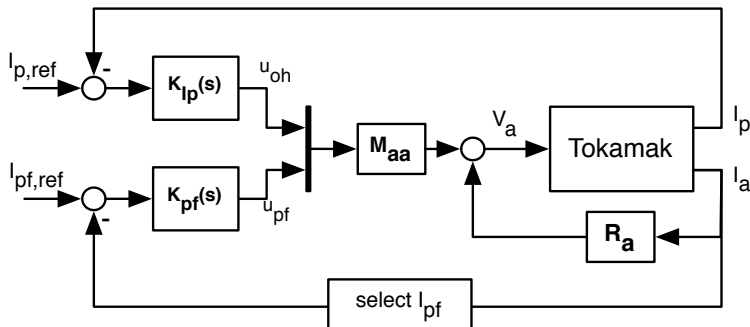 I_p,ref
-
K_Ip(s)
u_oh
I_pf,ref
-
K_pf(s)
u_pf
M_aa
V_a
Tokamak
I_p
I_a
R_a
select I_pf